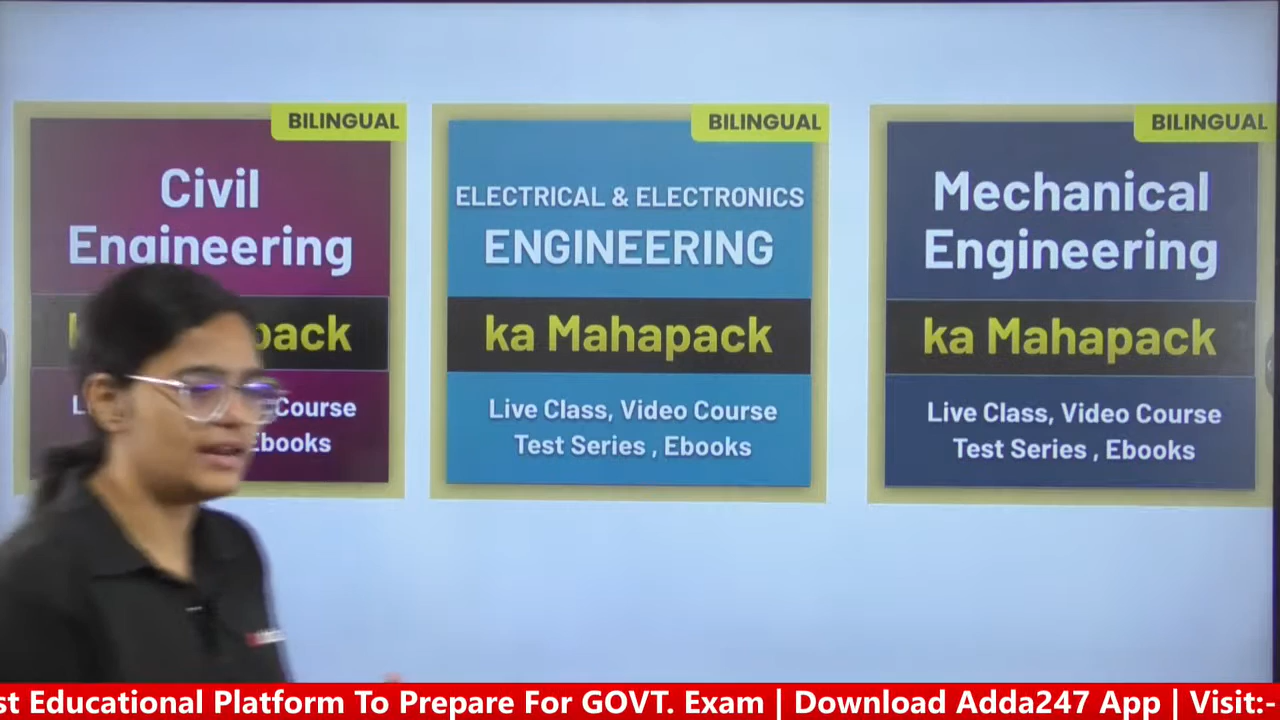 BILINGUAL
Civil
Engineering
pack
Course
Ebooks
BILINGUAL
ELECTRICAL & ELECTRONICS
ENGINEERING
ka Mahapack
Live Class, Video Course
Test Series , Ebooks
BILINGUAL
Mechanical
Engineering
ka Mahapack
Live Class, Video Course
Test Series , Ebooks
st Educational Platform To Prepare For GOVT. Exam | Download Adda247 App | Visit:-